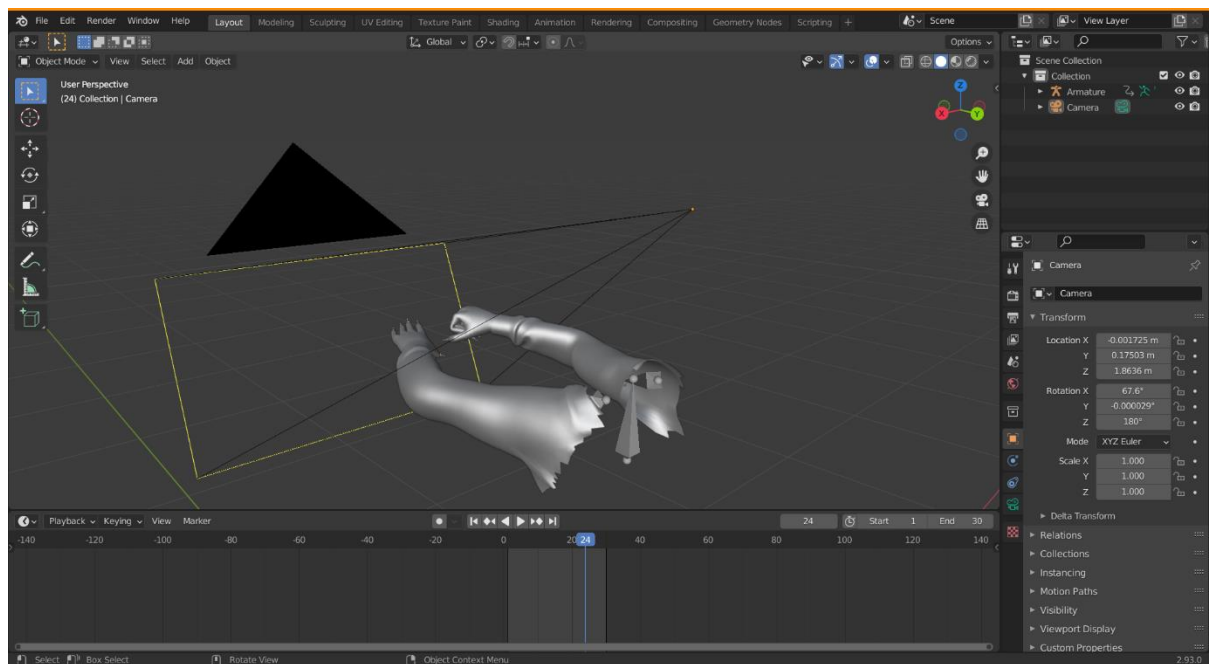 File Edit Render Window Help Layout Modeling Sculpting UV Editing Texture Paint Shading Animation Rendering Compositing Geometry Nodes Scripting + Scene View Layer
Global Options
Object Mode View Select Add Object
User Perspective
(24) Collection | Camera
Z
X
Y
Scene Collection
Collection
Armature
Camera
Camera
Camera
Transform
Location X -0.001725 m
Y 0.17503 m
Z 1.8636 m
Rotation X 67.6°
Y -0.000029°
Z 180°
Mode XYZ Euler
Scale X 1.000
Y 1.000
Z 1.000
Delta Transform
Relations
Collections
Instancing
Motion Paths
Visibility
Viewport Display
Custom Properties
Playback Keying View Marker 24 Start 1 End 30
-140 -120 -100 -80 -60 -40 -20 0 20 24 40 60 80 100 120 140
Select Box Select Rotate View Object Context Menu 2.93.0